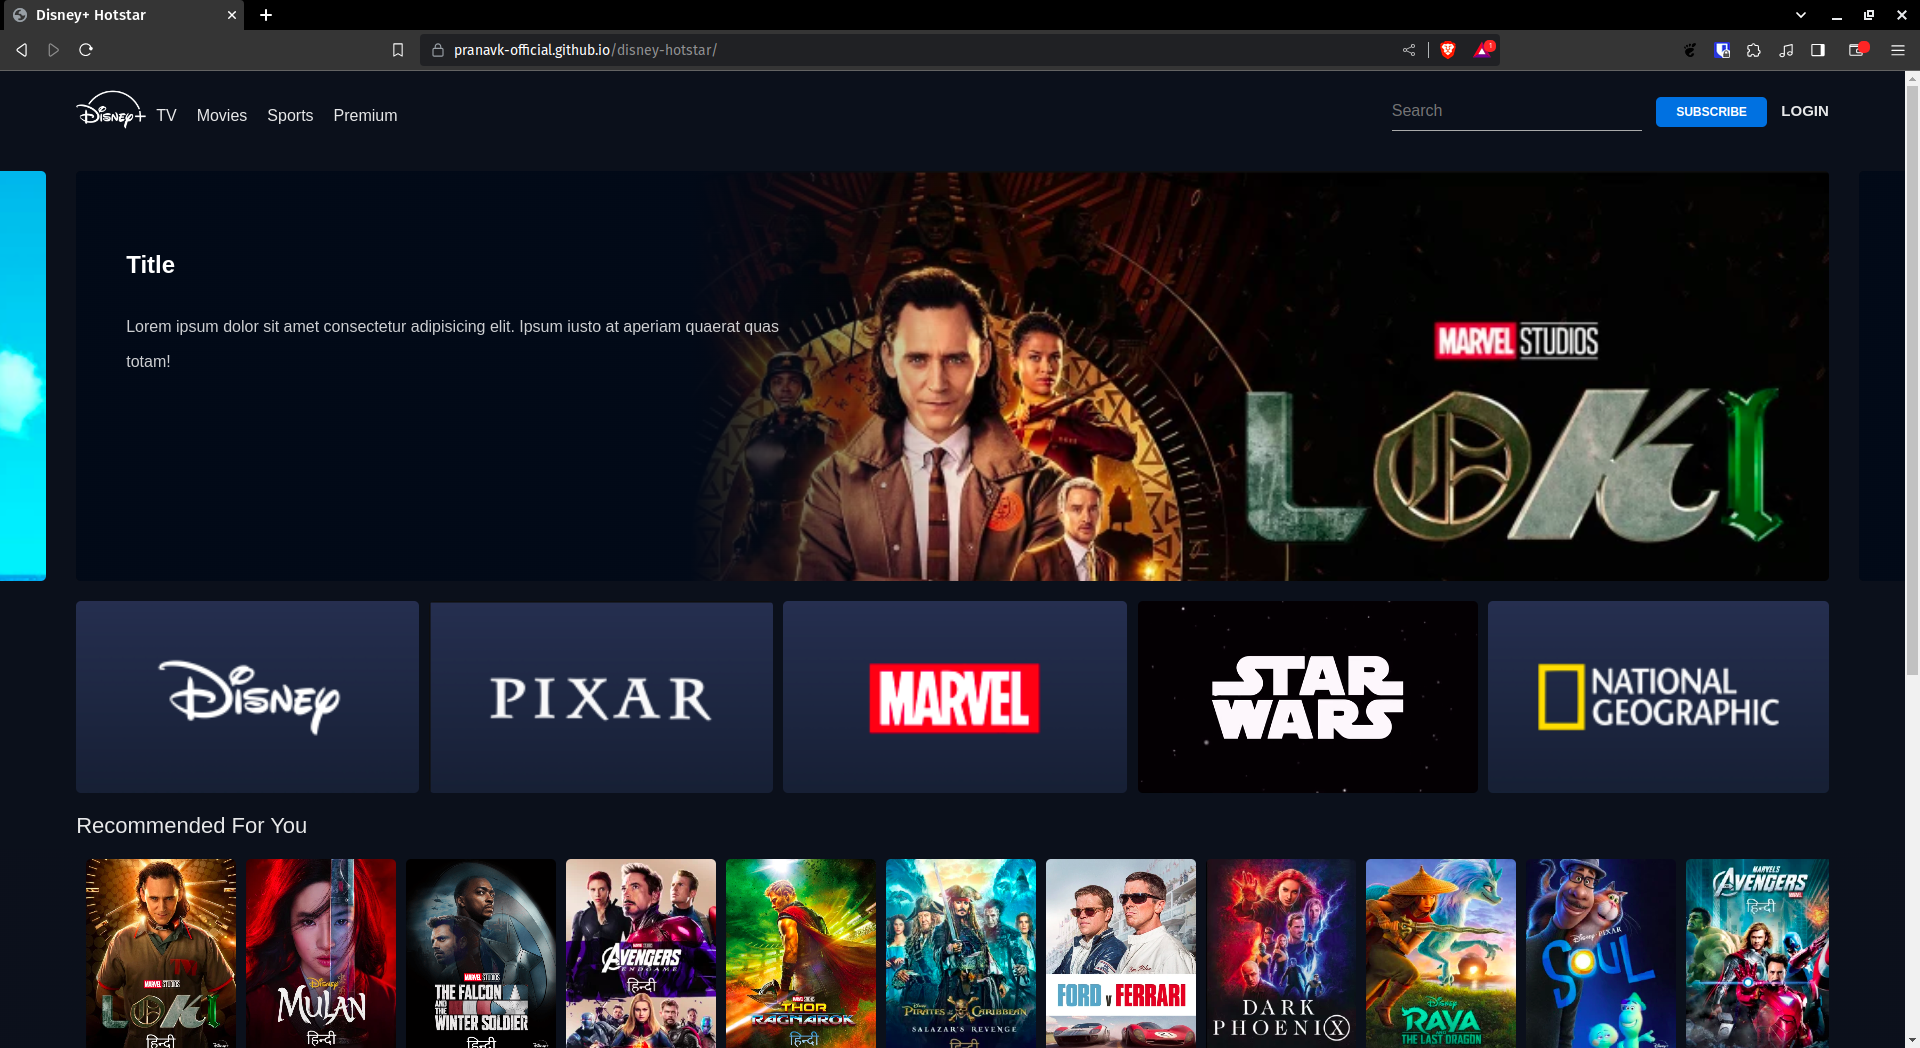 Disney+ Hotstar
pranavk-official.github.io/disney-hotstar/
1
Disney+
TV Movies Sports Premium
Search
SUBSCRIBE
LOGIN
Title
Lorem ipsum dolor sit amet consectetur adipisicing elit. Ipsum iusto at aperiam quaerat quas
totam!
MARVEL STUDIOS
LOKI
Disney
PIXAR
MARVEL
STAR
WARS
NATIONAL
GEOGRAPHIC
Recommended For You
MARVEL STUDIOS
LOKI
हिन्दी
Disney
MULAN
हिन्दी
MARVEL STUDIOS
THE FALCON
AND THE
WINTER SOLDIER
हिन्दी
AVENGERS
ENDGAME
हिन्दी
THOR
RAGNAROK
हिन्दी
Disney
PIRATES of the CARIBBEAN
SALAZAR'S REVENGE
हिन्दी
FORD v FERRARI
DARK
PHOENIX
Disney
RAYA
AND
THE LAST DRAGON
Disney PIXAR
SOUL
MARVEL'S
AVENGERS
हिन्दी